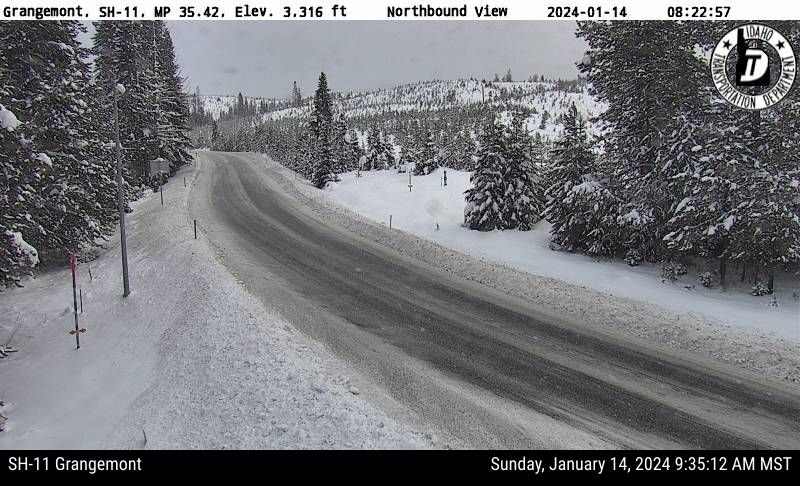 Grangemont, SH-11, MP 35.42, Elev. 3,316 ft Northbound View 2024-01-14 08:22:57
IDAHO
TRANSPORTATION DEPARTMENT
SH-11 Grangemont Sunday, January 14, 2024 9:35:12 AM MST